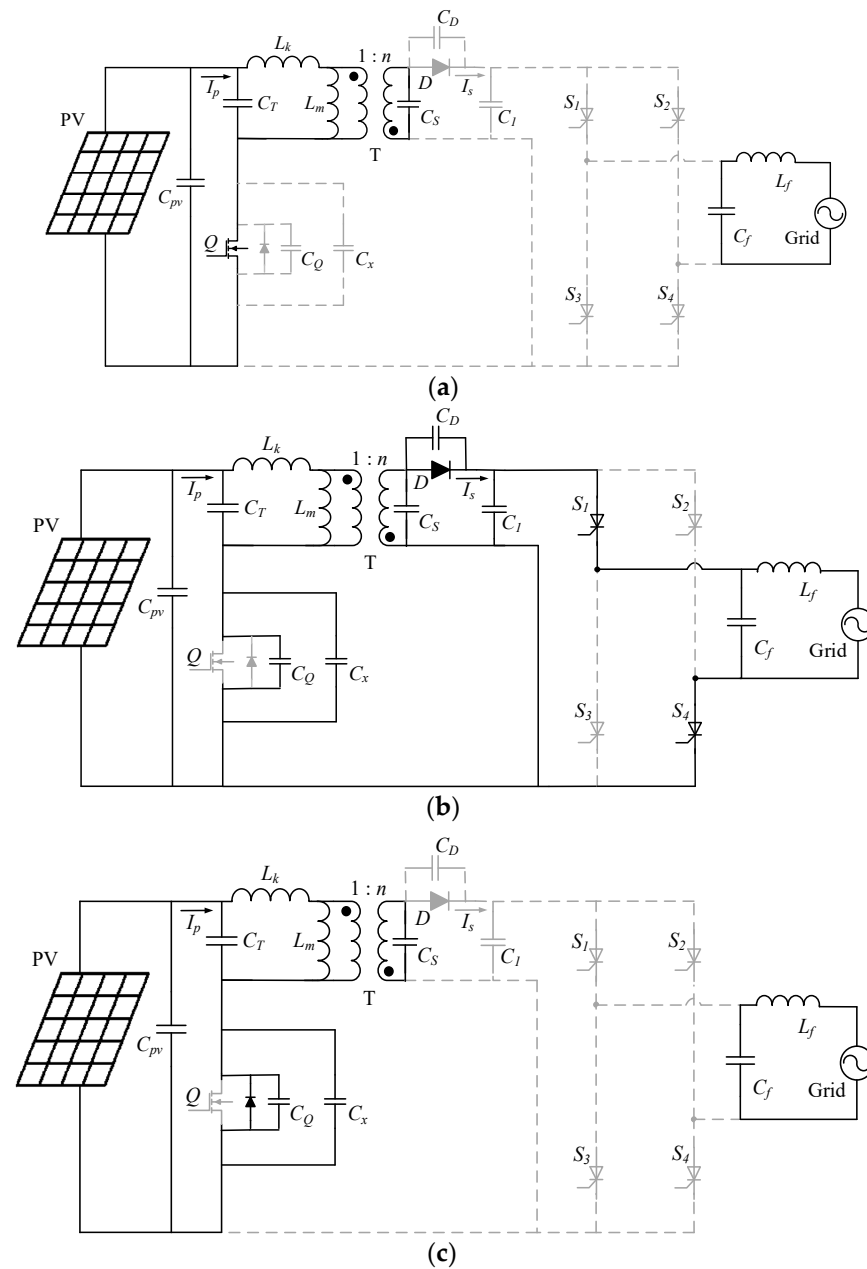 C_D
L_k
1 : n
I_p
D
I_s
S_1
S_2
PV
C_T
L_m
C_S
C_1
T
L_f
C_pv
C_f
Grid
Q
C_Q
C_x
S_3
S_4
(a)
C_D
L_k
1 : n
I_p
D
I_s
S_1
S_2
PV
C_T
L_m
C_S
C_1
T
L_f
C_pv
C_f
Grid
Q
C_Q
C_x
S_3
S_4
(b)
C_D
L_k
1 : n
I_p
D
I_s
S_1
S_2
PV
C_T
L_m
C_S
C_1
T
L_f
C_pv
C_f
Grid
Q
C_Q
C_x
S_3
S_4
(c)